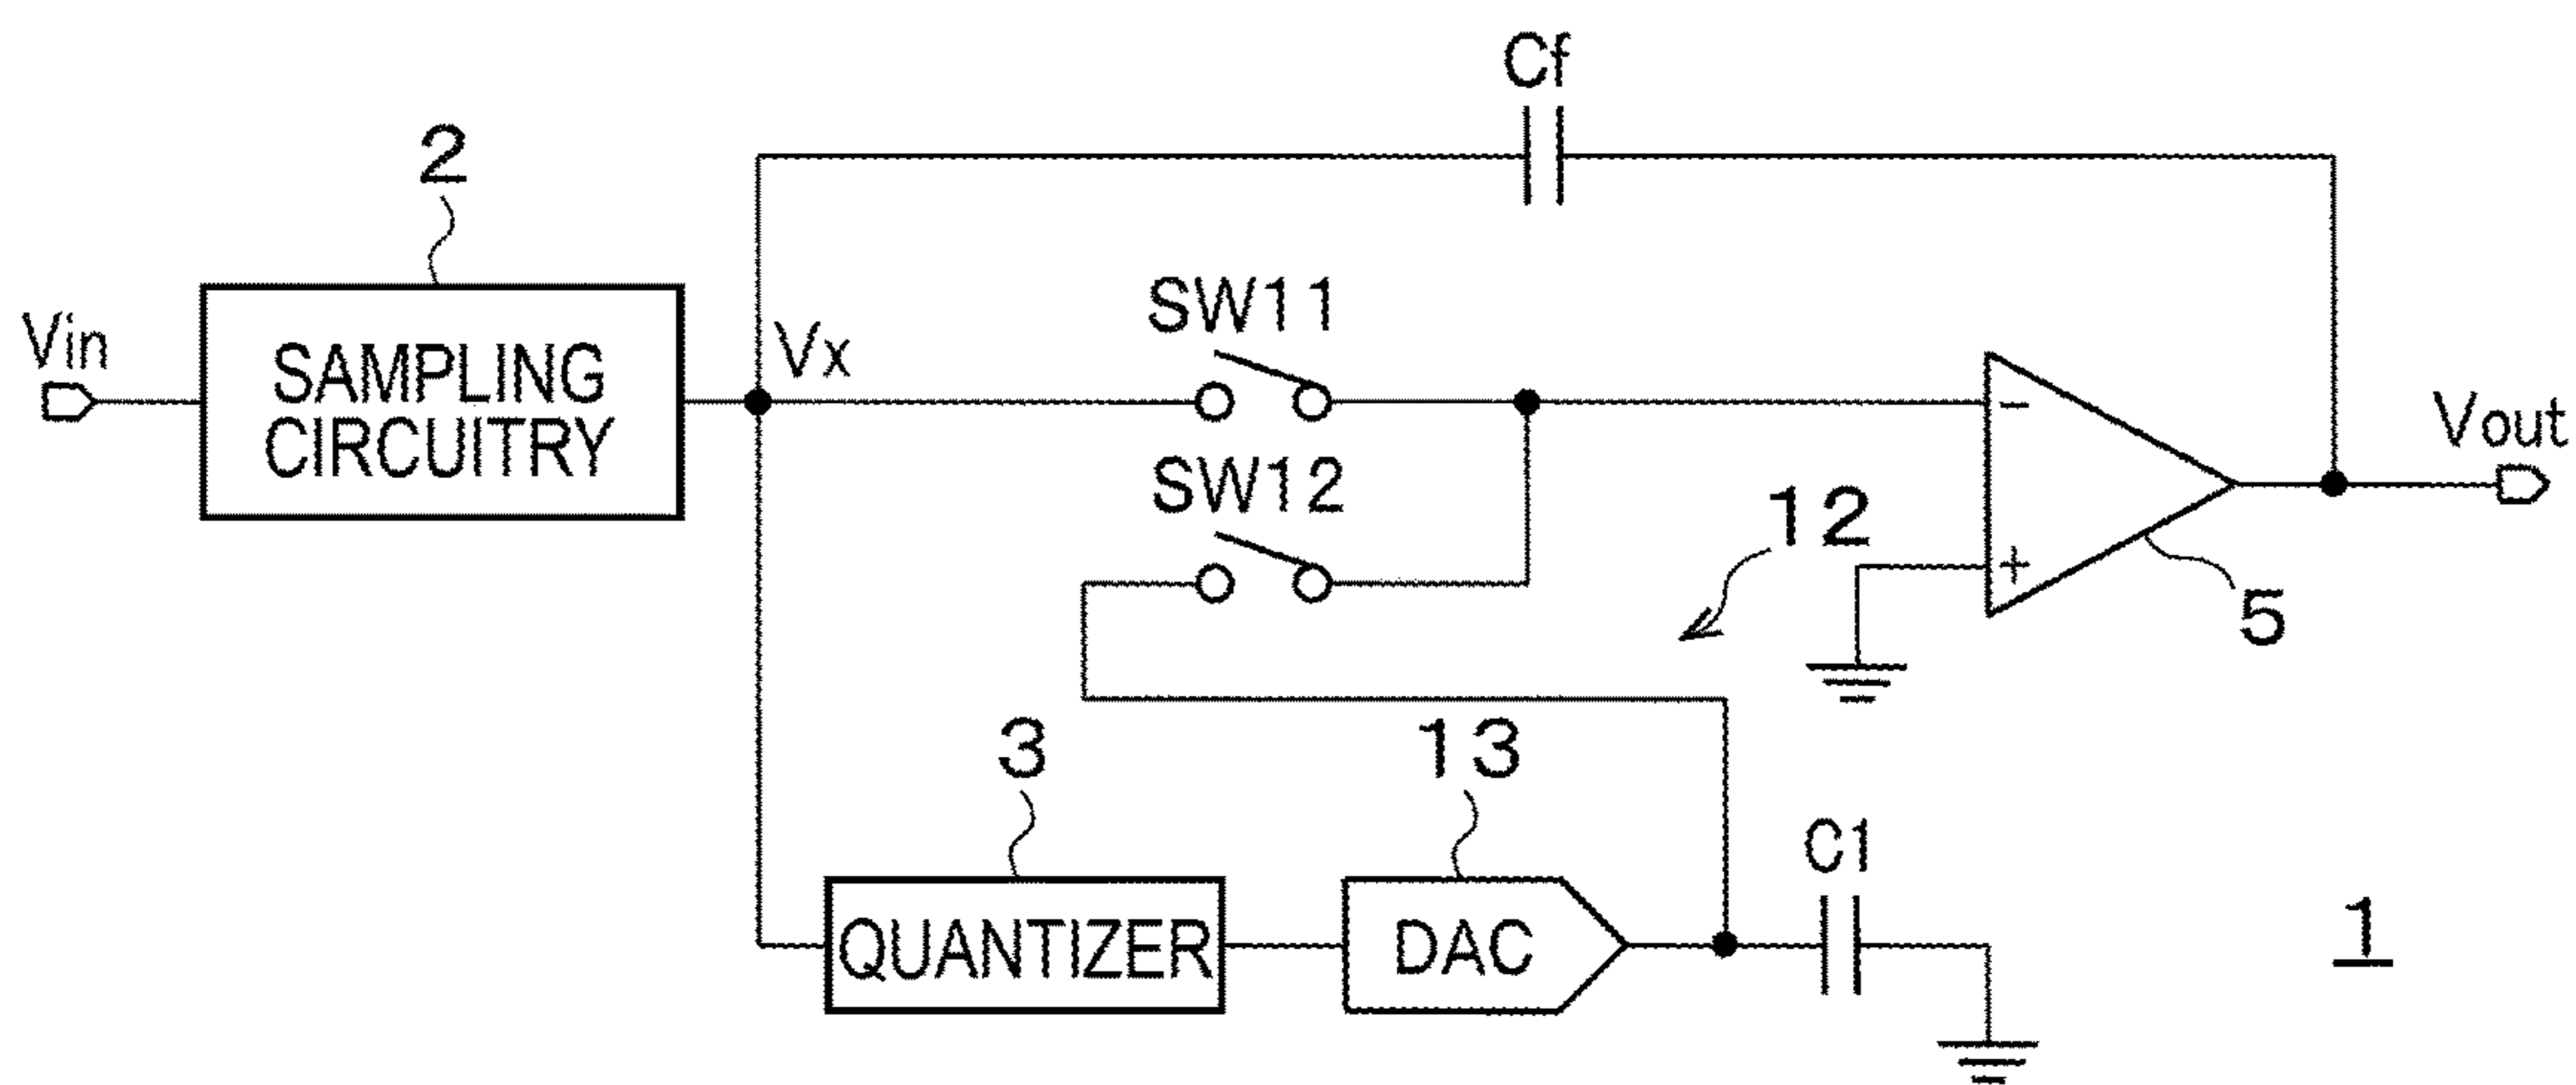 Cf
2
Vin
SAMPLING
CIRCUITRY
Vx
SW11
SW12
−
+
12
5
Vout
3
QUANTIZER
13
DAC
C1
1